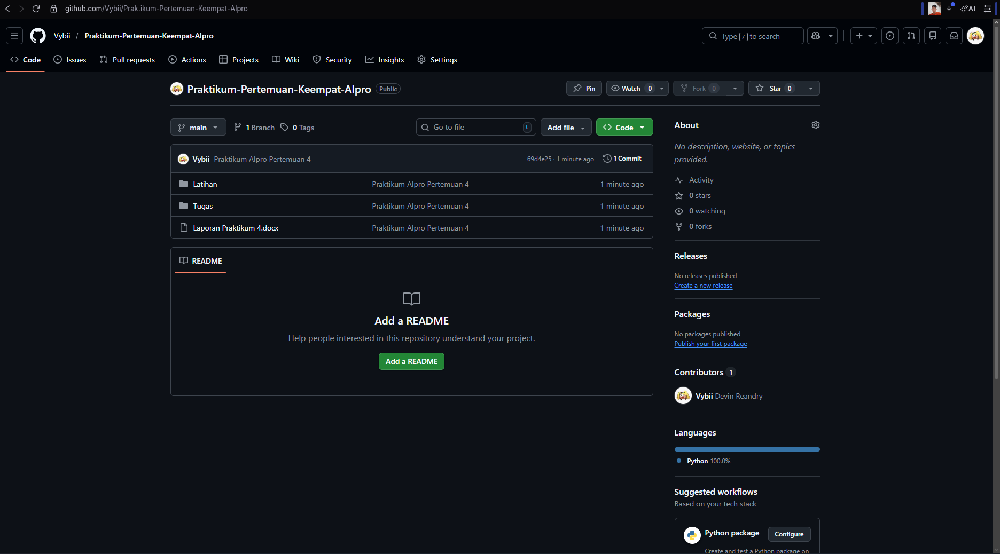 github.com/Vybii/Praktikum-Pertemuan-Keempat-Alpro
AI
Vybii / Praktikum-Pertemuan-Keempat-Alpro
Type / to search
Code Issues Pull requests Actions Projects Wiki Security Insights Settings
Praktikum-Pertemuan-Keempat-Alpro Public
Pin Watch 0 Fork 0 Star 0
main 1 Branch 0 Tags
Go to file t Add file Code
Vybii Praktikum Alpro Pertemuan 4 69d4e25 · 1 minute ago 1 Commit
Latihan Praktikum Alpro Pertemuan 4 1 minute ago
Tugas Praktikum Alpro Pertemuan 4 1 minute ago
Laporan Praktikum 4.docx Praktikum Alpro Pertemuan 4 1 minute ago
README
Add a README
Help people interested in this repository understand your project.
Add a README
About
No description, website, or topics
provided.
Activity
0 stars
0 watching
0 forks
Releases
No releases published
Create a new release
Packages
No packages published
Publish your first package
Contributors 1
Vybii Devin Reandry
Languages
Python 100.0%
Suggested workflows
Based on your tech stack
Python package Configure
Create and test a Python package on